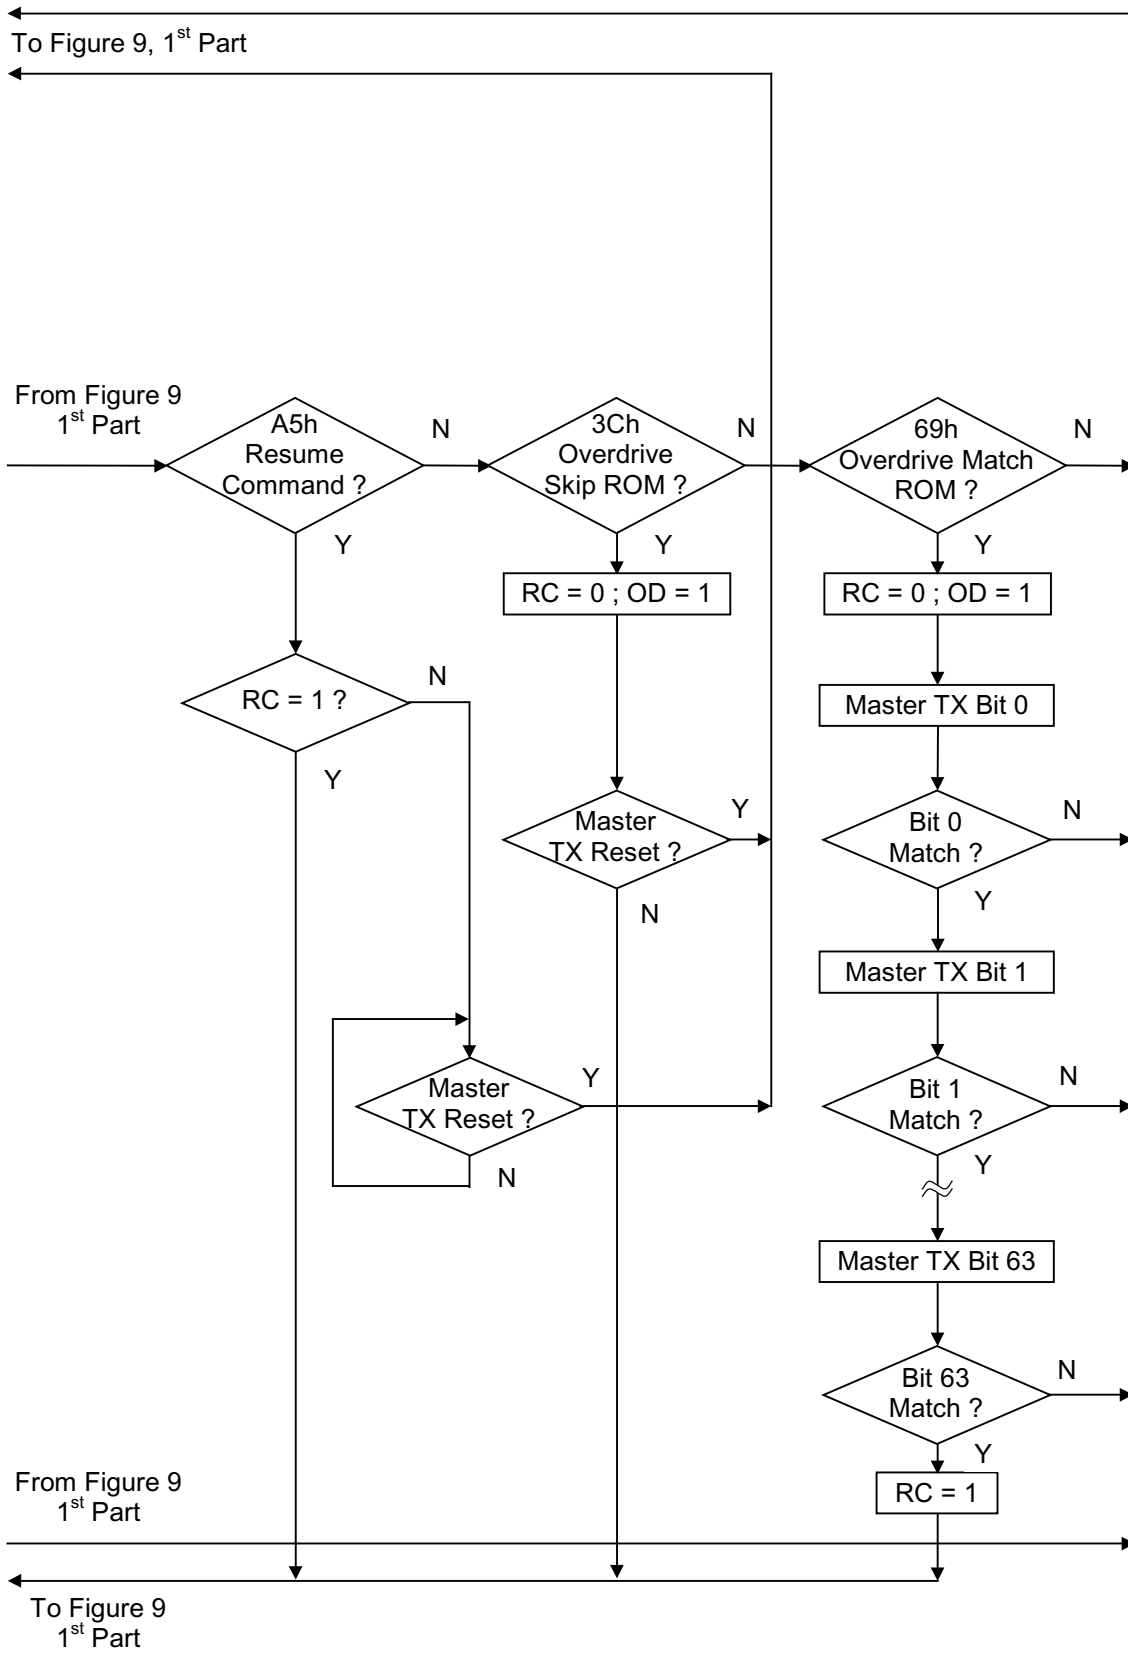 To Figure 9, 1st Part
From Figure 9
1st Part
A5h
Resume
Command ?
N
3Ch
Overdrive
Skip ROM ?
N
69h
Overdrive Match
ROM ?
N
Y
Y
Y
RC = 0 ; OD = 1
RC = 0 ; OD = 1
RC = 1 ?
N
Y
Master TX Bit 0
Master
TX Reset ?
Y
N
Bit 0
Match ?
N
Y
Master TX Bit 1
Master
TX Reset ?
Y
N
Bit 1
Match ?
N
Y
Master TX Bit 63
Bit 63
Match ?
N
Y
RC = 1
From Figure 9
1st Part
To Figure 9
1st Part